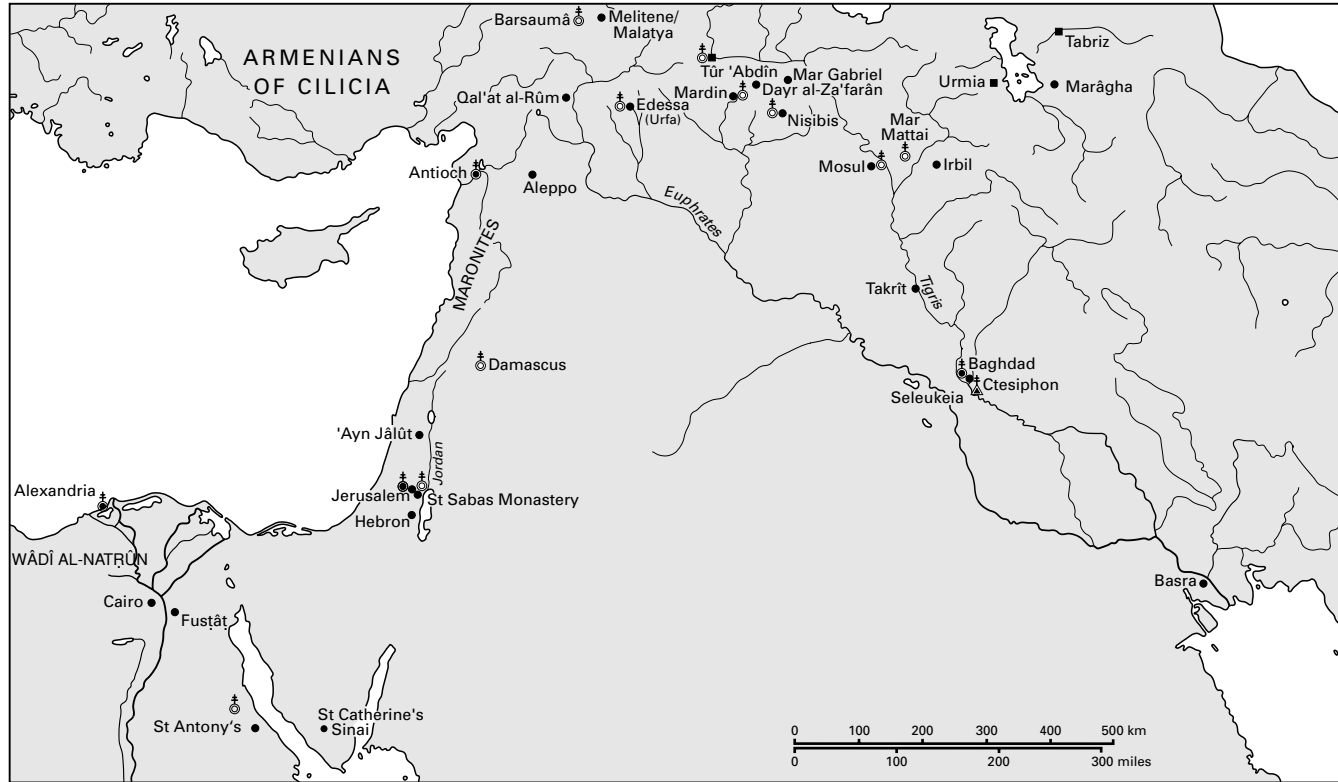 Barsaumâ
Melitene/
Malatya
ARMENIANS
OF CILICIA
Tabriz
Tûr 'Abdîn
Mar Gabriel
Dayr al-Za'farân
Urmia
Marâgha
Qal'at al-Rûm
Mardin
Edessa
(Urfa)
Nisibis
Mar
Mattai
Mosul
Irbil
Antioch
Aleppo
Euphrates
MARONITES
Takrît
Tigris
Damascus
Baghdad
Ctesiphon
Seleukeia
'Ayn Jâlût
Jordan
Alexandria
Jerusalem
St Sabas Monastery
Hebron
WÂDÎ AL-NAṬRÛN
Basra
Cairo
Fusṭâṭ
St Antony's
St Catherine's
Sinai
0 100 200 300 400 500 km
0 100 200 300 miles